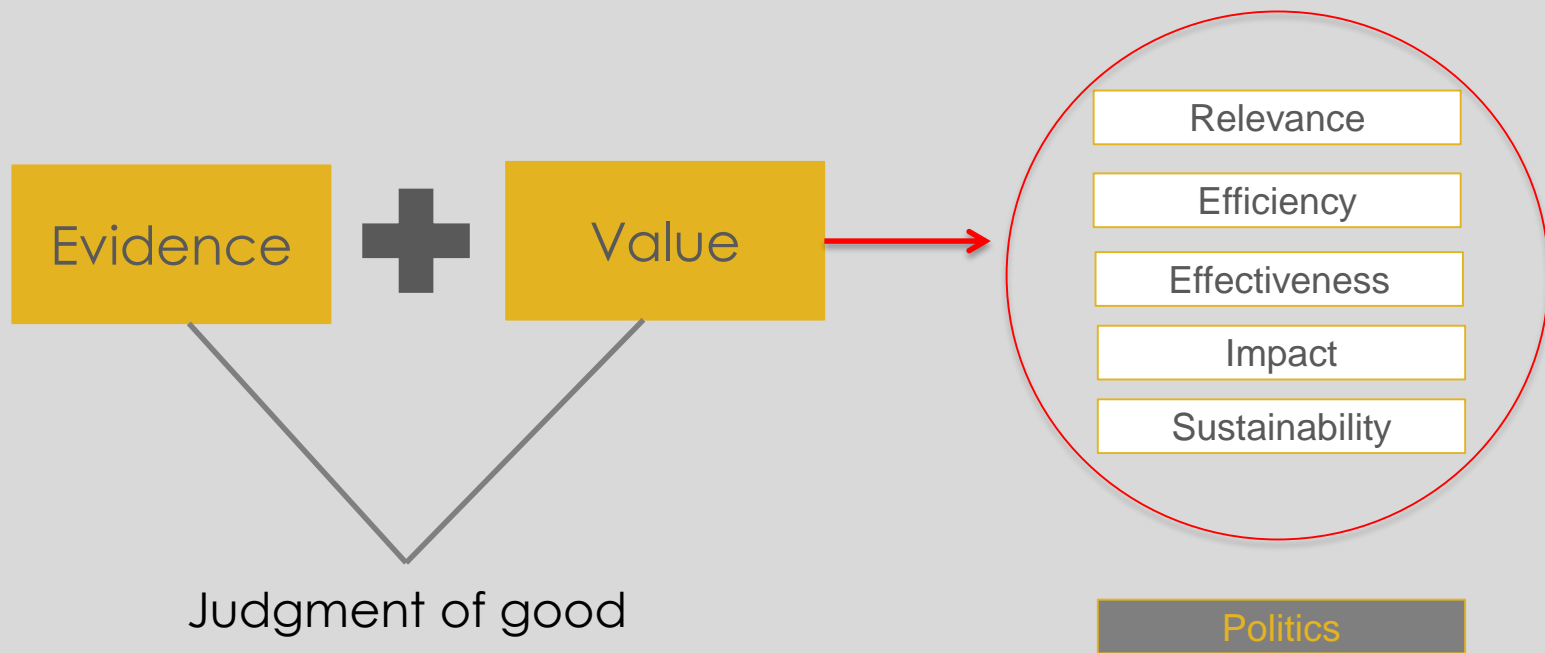 Evidence
Value
Judgment of good
Relevance
Efficiency
Effectiveness
Impact
Sustainability
Politics